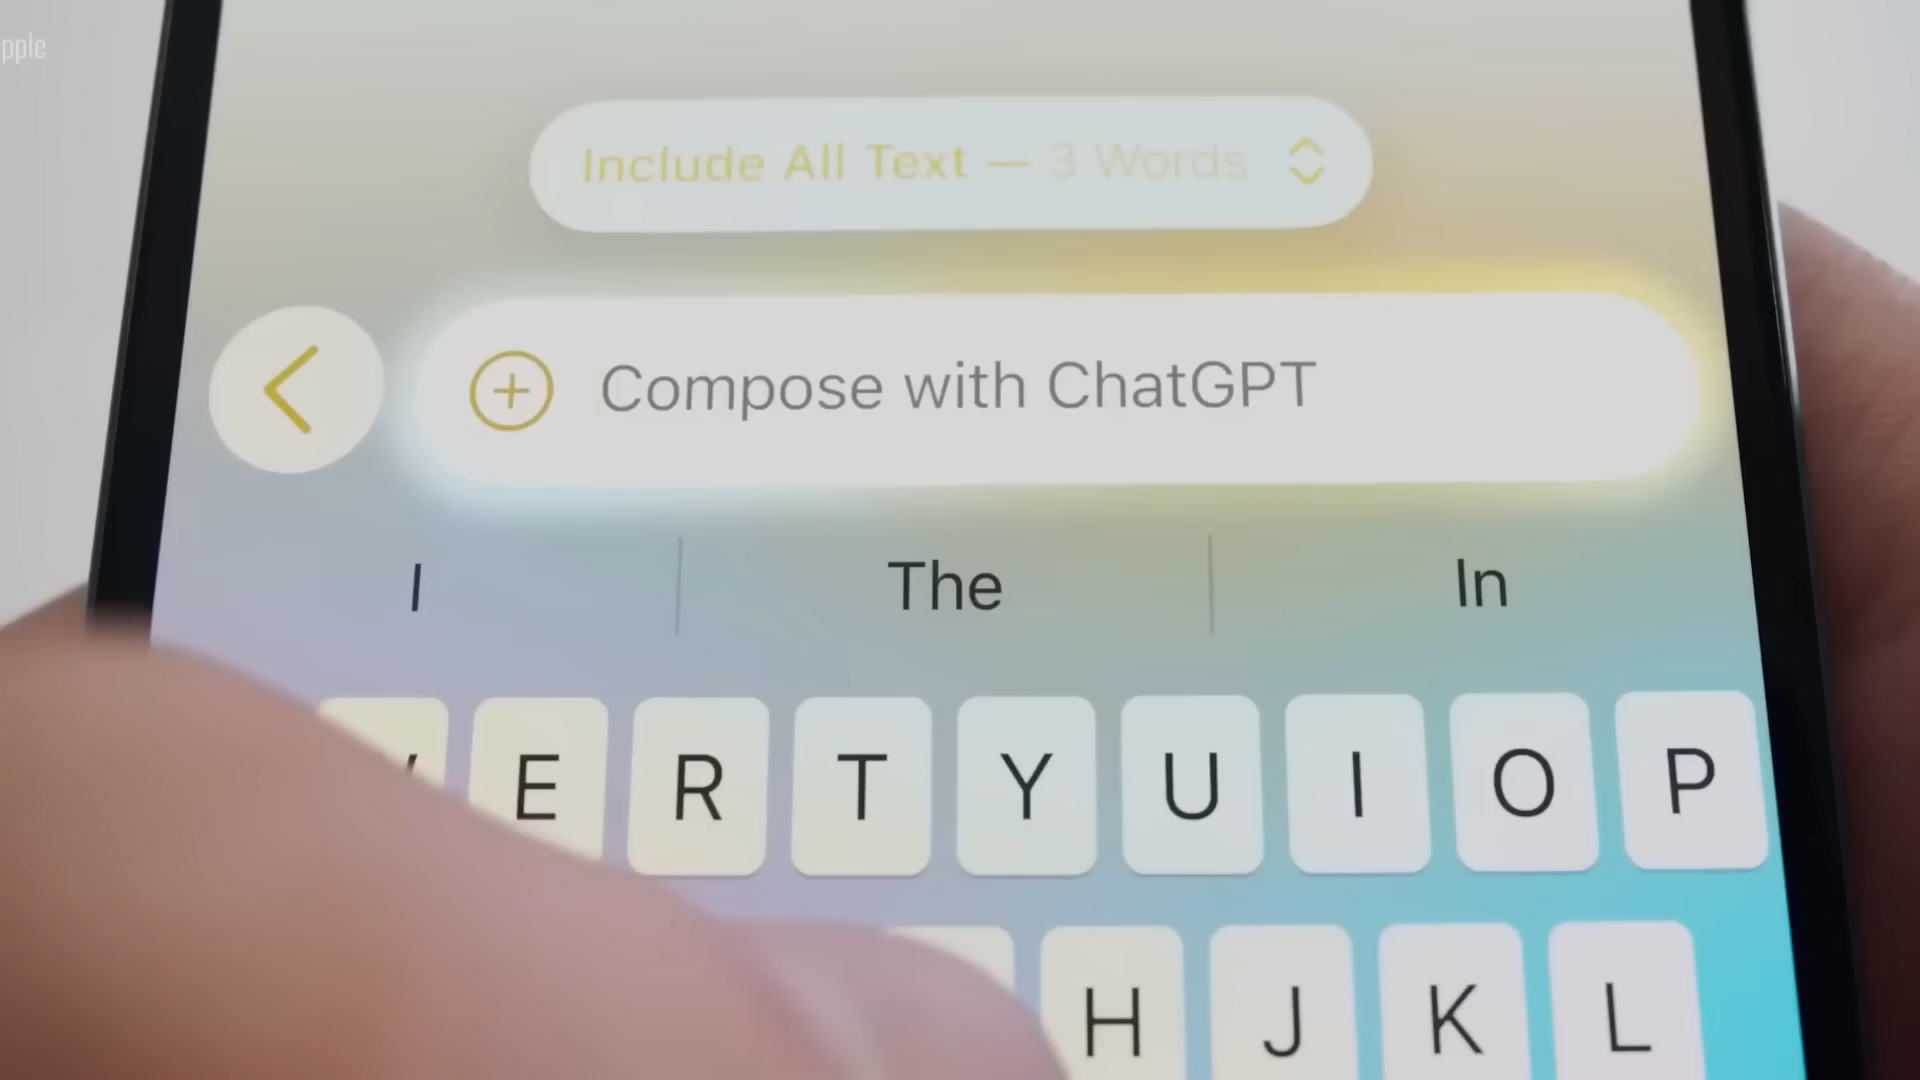 pple
Include All Text — 3 Words
Compose with ChatGPT
I The In
E R T Y U I O P
H J K L